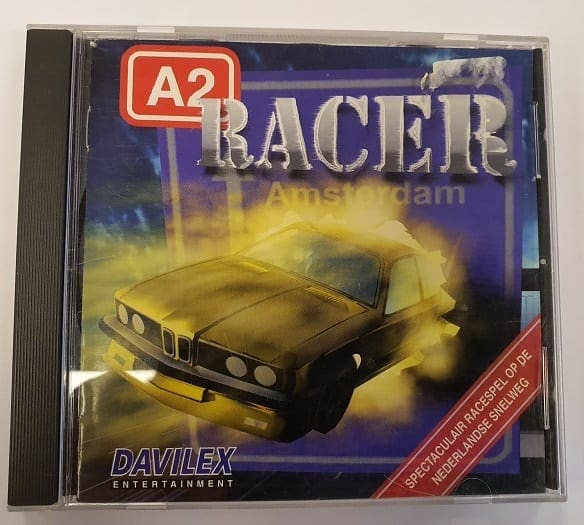 A2
RACER
Amsterdam
SPECTACULAIR RACESPEL OP DE
NEDERLANDSE SNELWEG
DAVILEX
ENTERTAINMENT